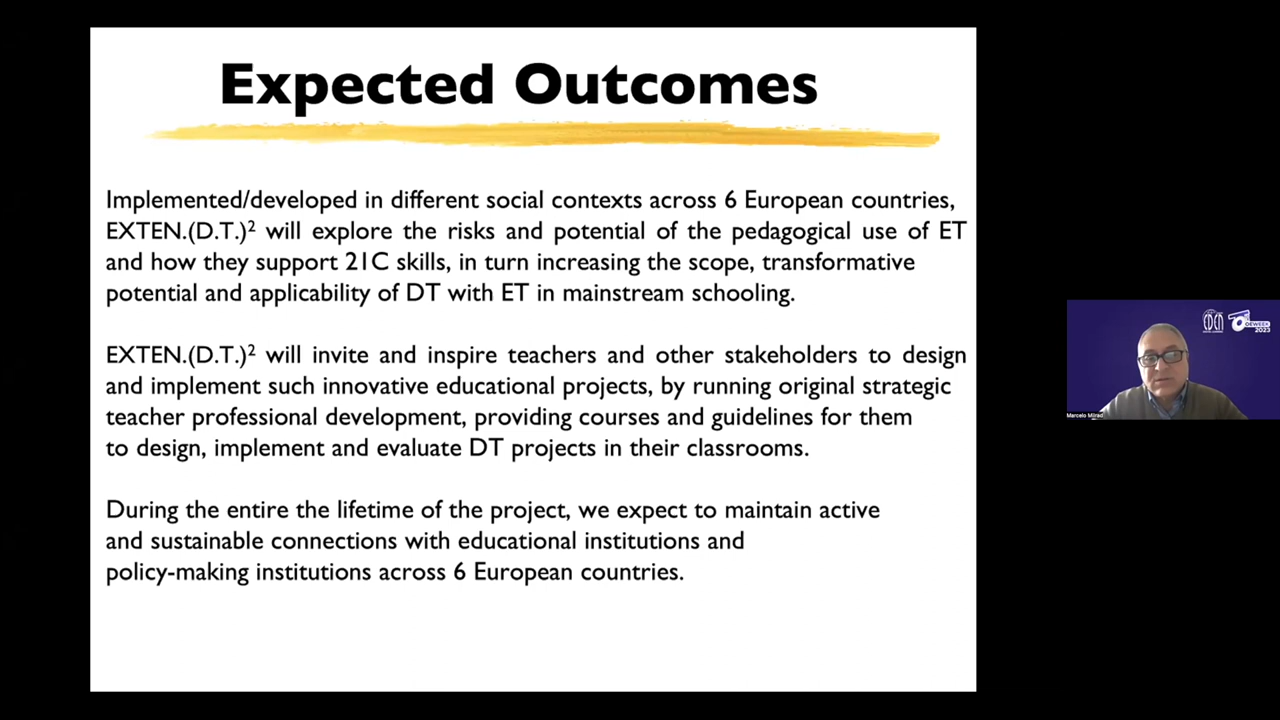 Expected Outcomes
Implemented/developed in different social contexts across 6 European countries,
EXTEN.(D.T.)² will explore the risks and potential of the pedagogical use of ET
and how they support 21C skills, in turn increasing the scope, transformative
potential and applicability of DT with ET in mainstream schooling.
EXTEN.(D.T.)² will invite and inspire teachers and other stakeholders to design
and implement such innovative educational projects, by running original strategic
teacher professional development, providing courses and guidelines for them
to design, implement and evaluate DT projects in their classrooms.
During the entire the lifetime of the project, we expect to maintain active
and sustainable connections with educational institutions and
policy-making institutions across 6 European countries.
EDEN
OEWEEK
2023
Marcelo Milrad